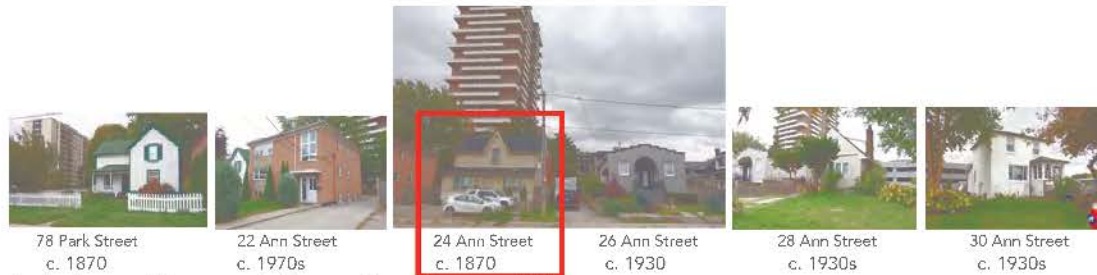 78 Park Street
c. 1870
22 Ann Street
c. 1970s
24 Ann Street
c. 1870
26 Ann Street
c. 1930
28 Ann Street
c. 1930s
30 Ann Street
c. 1930s